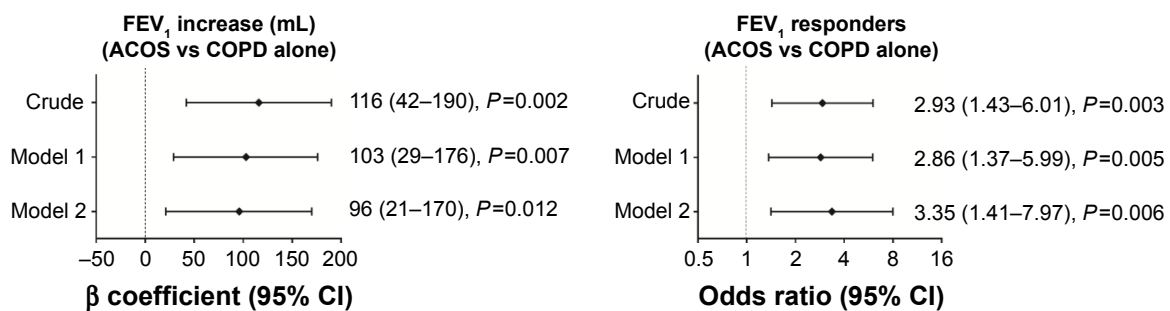 FEV₁ increase (mL)
(ACOS vs COPD alone)
Crude
116 (42–190), P=0.002
Model 1
103 (29–176), P=0.007
Model 2
96 (21–170), P=0.012
–50 0 50 100 150 200
β coefficient (95% CI)
FEV₁ responders
(ACOS vs COPD alone)
Crude
2.93 (1.43–6.01), P=0.003
Model 1
2.86 (1.37–5.99), P=0.005
Model 2
3.35 (1.41–7.97), P=0.006
0.5 1 2 4 8 16
Odds ratio (95% CI)